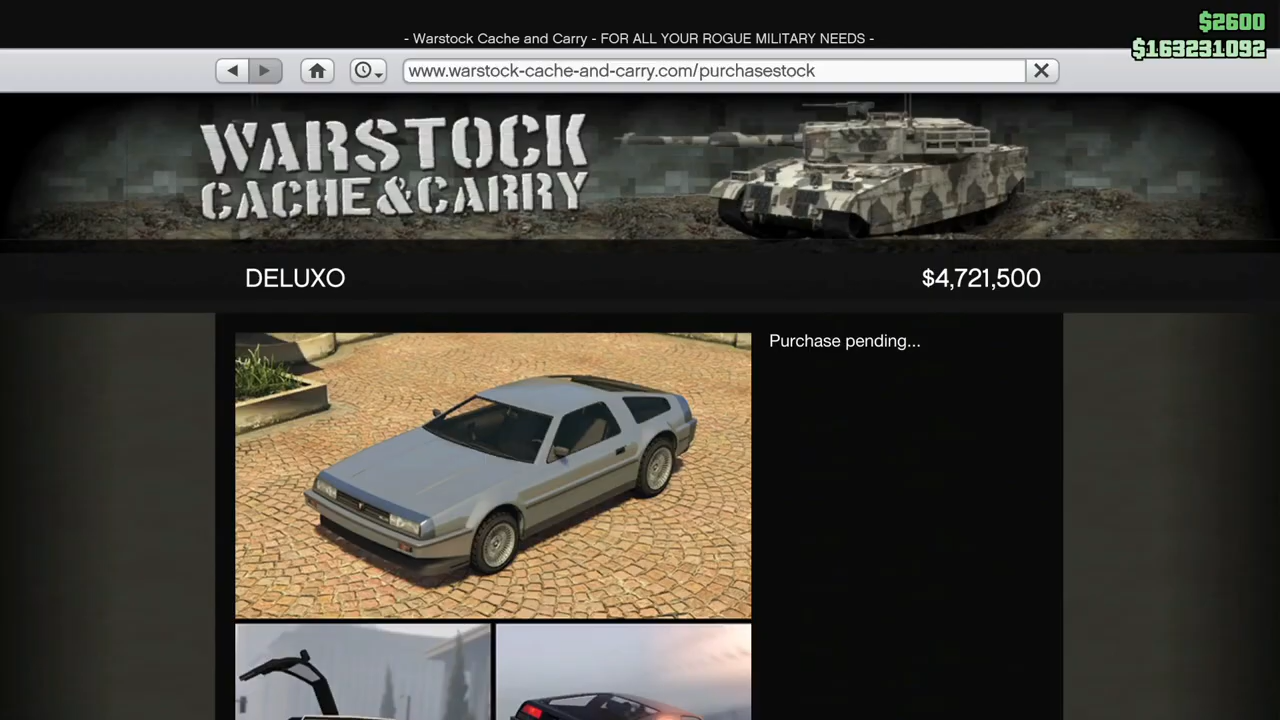 $2600
- Warstock Cache and Carry - FOR ALL YOUR ROGUE MILITARY NEEDS -
$163231092
www.warstock-cache-and-carry.com/purchasestock
WARSTOCK
CACHE&CARRY
DELUXO
$4,721,500
Purchase pending...